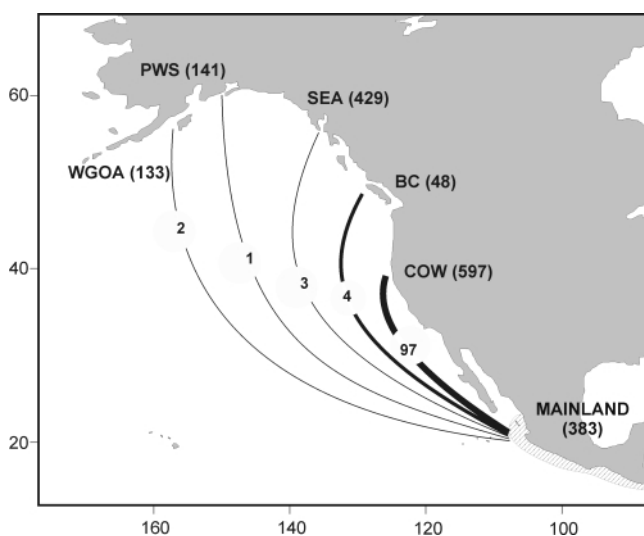 PWS (141)
SEA (429)
60
WGOA (133)
BC (48)
2
1
40
COW (597)
3
4
97
MAINLAND
(383)
20
160
140
120
100